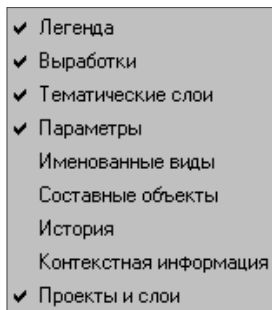 Легенда
Выработки
Тематические слои
Параметры
Именованные виды
Составные объекты
История
Контекстная информация
Проекты и слои